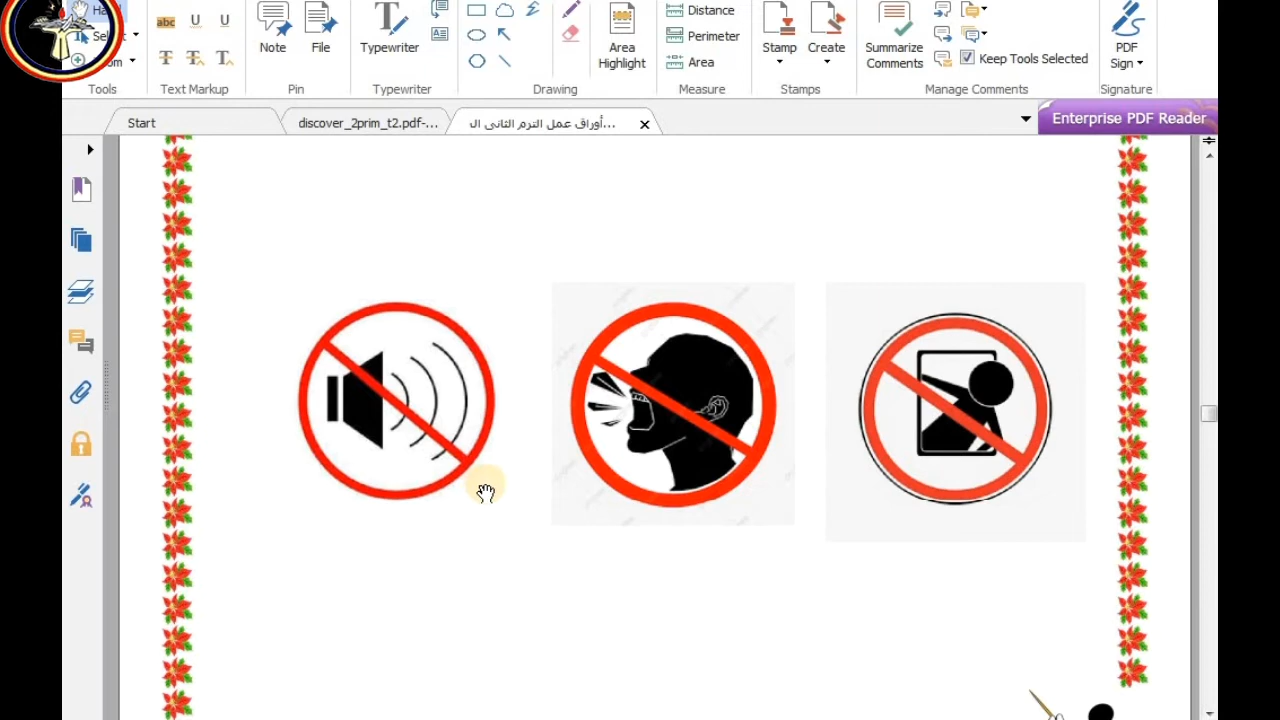 Distance
Perimeter
Area
Note
File
Typewriter
Area
Highlight
Stamp
Create
Summarize
Comments
Keep Tools Selected
PDF
Sign
Tools
Text Markup
Pin
Typewriter
Drawing
Measure
Stamps
Manage Comments
Signature
Start
discover_2prim_t2.pdf-...
أوراق عمل الترم الثانى ال...
Enterprise PDF Reader